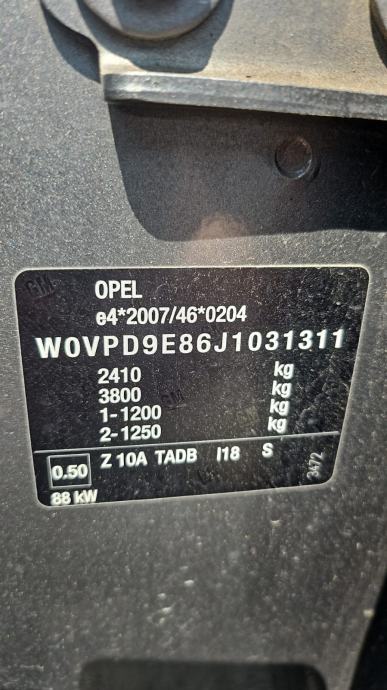 OPEL
e4*2007/46*0204
W0VPD9E86J1031311
2410 kg
3800 kg
1-1200 kg
2-1250 kg
0.50 Z 10A TADB I18 S
88 kW
3472
GM
GM